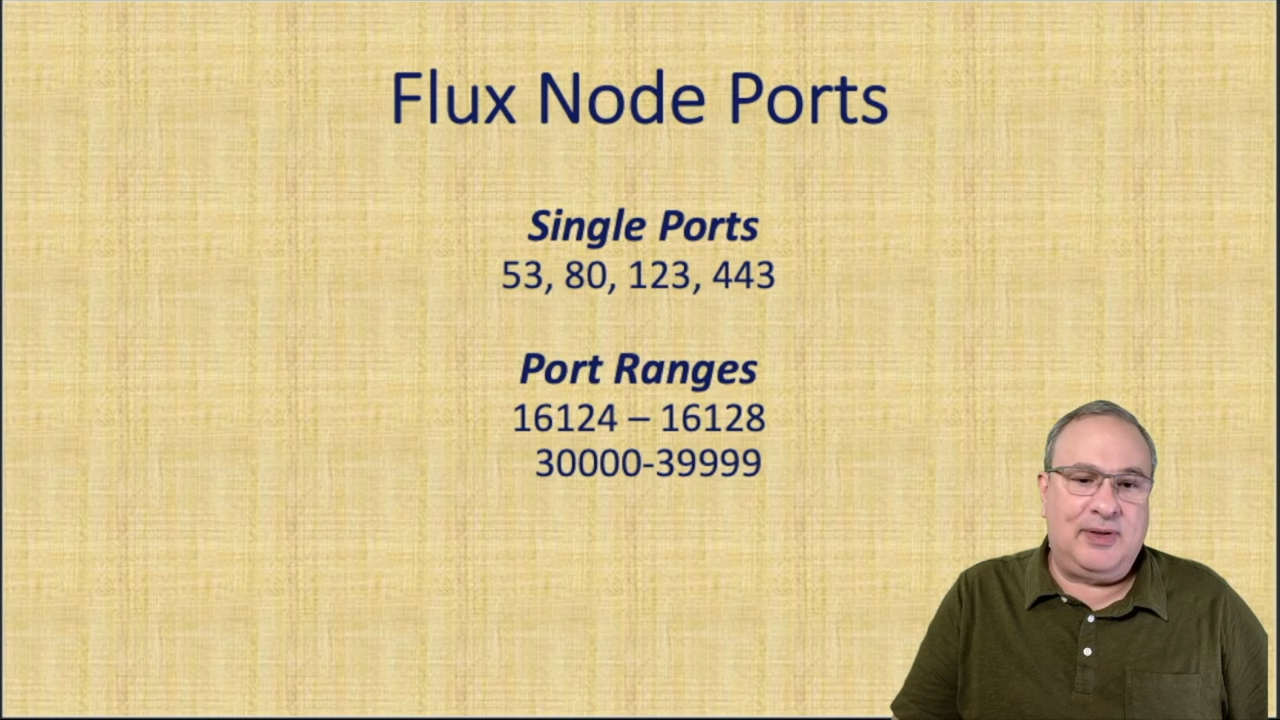 Flux Node Ports
Single Ports
53, 80, 123, 443
Port Ranges
16124 – 16128
30000-39999